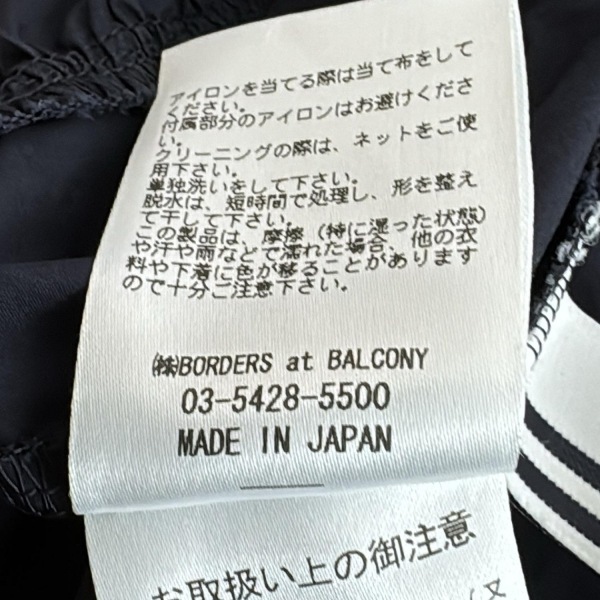 アイロンを当てる際は当て布をして
ください。
付属部分のアイロンはお避けくださ
い。
クリーニングの際は、ネットをご使
用下さい。
単独洗いをして下さい。
脱水は、短時間で処理し、形を整え
て干して下さい。
この製品は、摩擦（特に湿った状態）
や汗や雨などで濡れた場合、他の衣
料や下着に色が移ることがあります
ので十分ご注意下さい。
㈱BORDERS at BALCONY
03-5428-5500
MADE IN JAPAN
お取扱い上の御注意
（又